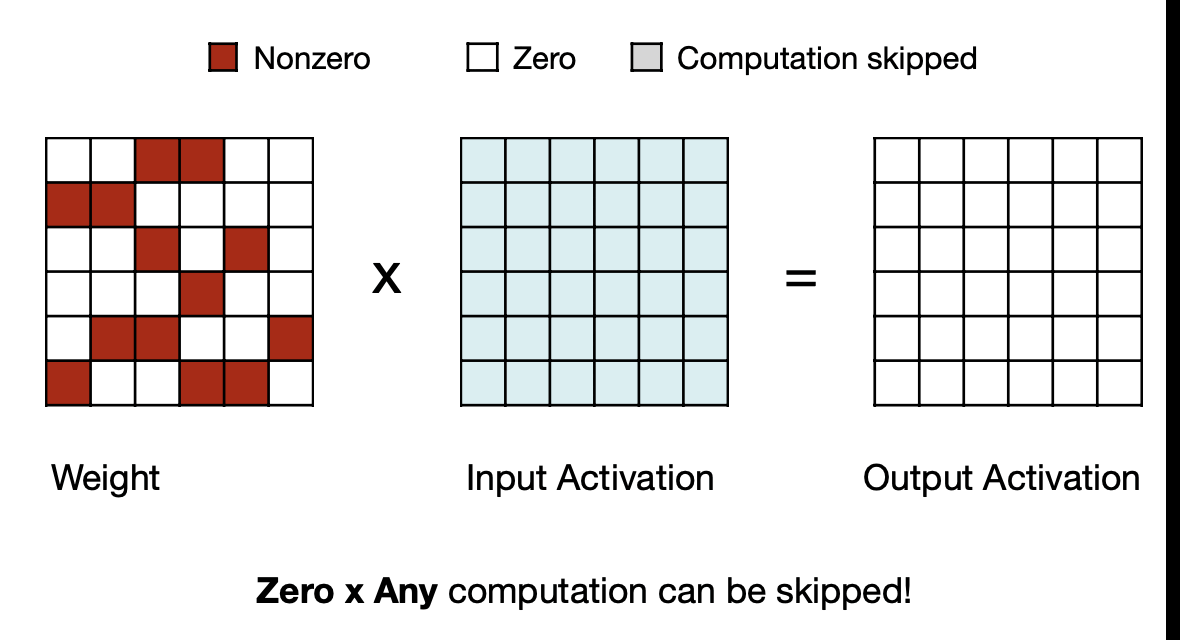 Nonzero Zero Computation skipped
x =
Weight Input Activation Output Activation
Zero x Any computation can be skipped!